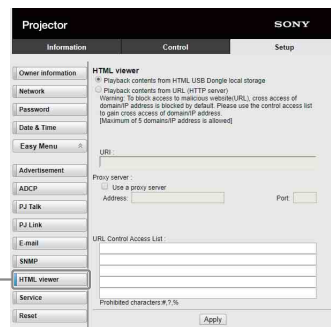 Projector
SONY
Information
Control
Setup
Owner information
Network
Password
Date & Time
Easy Menu
Advertisement
ADCP
PJ Talk
PJ Link
E-mail
SNMP
HTML viewer
Service
Reset
HTML viewer
Playback contents from HTML USB Dongle local storage
Playback contents from URL (HTTP server)
Warning: To block access to malicious website(URL), cross access of
domain/IP address is blocked by default. Please use the control access list
to gain cross access of domain/IP address.
[Maximum of 5 domains/IP address is allowed]
URI :
Proxy server :
Use a proxy server
Address:
Port:
URL Control Access List :
Prohibited characters:#,?,%
Apply